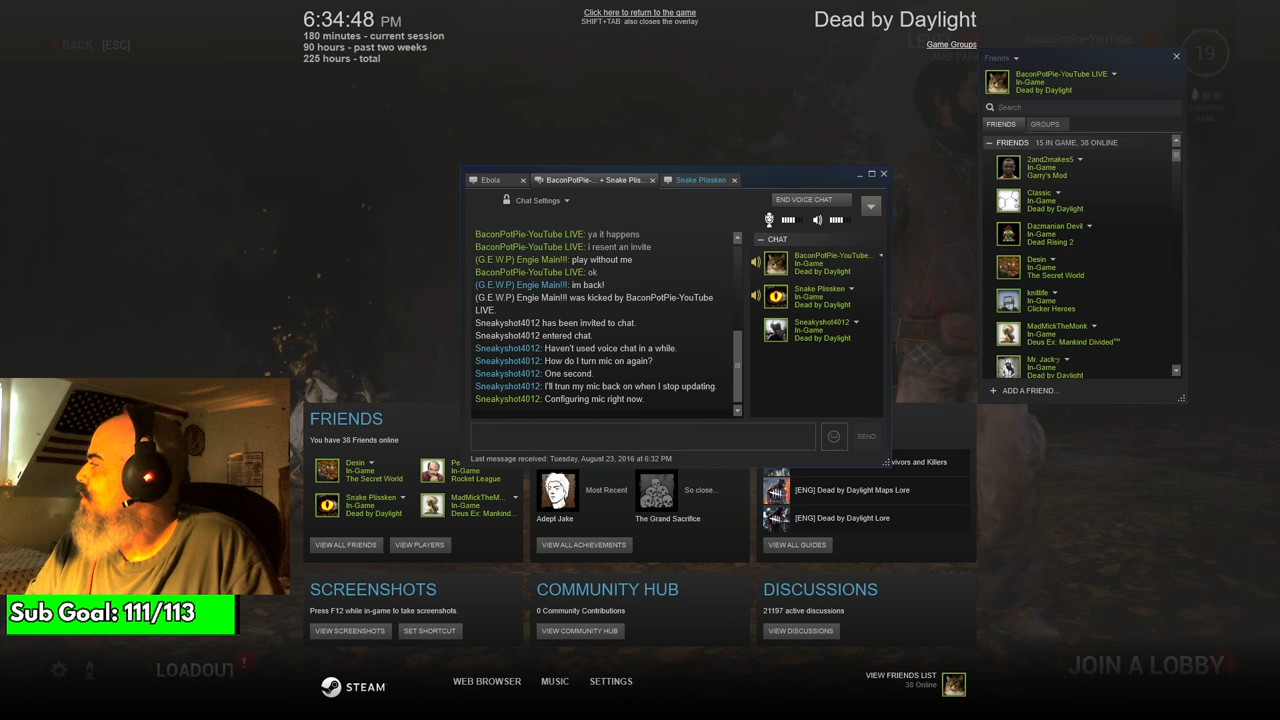 6:34:48 PM
180 minutes - current session
90 hours - past two weeks
225 hours - total
Click here to return to the game
SHIFT+TAB also closes the overlay
Dead by Daylight
Game Groups
BACK [ESC]
LEVEL
JAKE PARK
BaconPotPie-YouTube
19
Friends
BaconPotPie-YouTube LIVE
In-Game
Dead by Daylight
Search
FRIENDS
GROUPS
FRIENDS 15 IN GAME, 38 ONLINE
2and2makes5
In-Game
Garry's Mod
Classic
In-Game
Dead by Daylight
Dazmanian Devil
In-Game
Dead Rising 2
Desin
In-Game
The Secret World
knitlife
In-Game
Clicker Heroes
MadMickTheMonk
In-Game
Deus Ex: Mankind Divided™
Mr. Jackッ
In-Game
Dead by Daylight
+ ADD A FRIEND...
Ebola
BaconPotPie-... + Snake Plis...
Snake Plissken
Chat Settings
END VOICE CHAT
BaconPotPie-YouTube LIVE: ya it happens
BaconPotPie-YouTube LIVE: i resent an invite
(G.E.W.P) Engie Main!!!: play without me
BaconPotPie-YouTube LIVE: ok
(G.E.W.P) Engie Main!!!: im back!
(G.E.W.P) Engie Main!!! was kicked by BaconPotPie-YouTube
LIVE.
Sneakyshot4012 has been invited to chat.
Sneakyshot4012 entered chat.
Sneakyshot4012: Haven't used voice chat in a while.
Sneakyshot4012: How do I turn mic on again?
Sneakyshot4012: One second.
Sneakyshot4012: I'll trun my mic back on when I stop updating.
Sneakyshot4012: Configuring mic right now.
CHAT
BaconPotPie-YouTube...
In-Game
Dead by Daylight
Snake Plissken
In-Game
Dead by Daylight
Sneakyshot4012
In-Game
Dead by Daylight
SEND
Last message received: Tuesday, August 23, 2016 at 6:32 PM
FRIENDS
You have 38 Friends online
Desin
In-Game
The Secret World
Pe
In-Game
Rocket League
Snake Plissken
In-Game
Dead by Daylight
MadMickTheM...
In-Game
Deus Ex: Mankind...
VIEW ALL FRIENDS
VIEW PLAYERS
Most Recent
Adept Jake
So close...
The Grand Sacrifice
VIEW ALL ACHIEVEMENTS
vivors and Killers
[ENG] Dead by Daylight Maps Lore
[ENG] Dead by Daylight Lore
VIEW ALL GUIDES
SCREENSHOTS
Press F12 while in-game to take screenshots.
VIEW SCREENSHOTS
SET SHORTCUT
COMMUNITY HUB
0 Community Contributions
VIEW COMMUNITY HUB
DISCUSSIONS
21197 active discussions
VIEW DISCUSSIONS
Sub Goal: 111/113
LOADOUT
JOIN A LOBBY
STEAM
WEB BROWSER
MUSIC
SETTINGS
VIEW FRIENDS LIST
38 Online